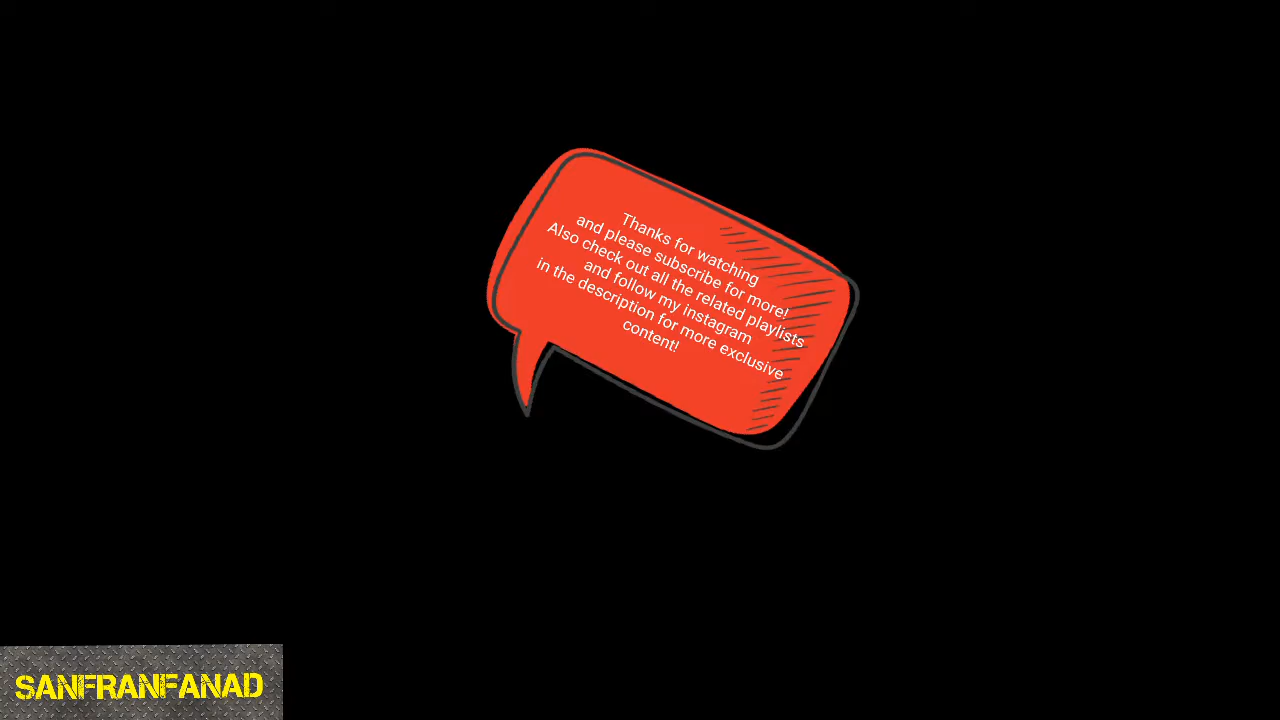 Thanks for watching
and please subscribe for more!
Also check out all the related playlists
and follow my instagram
in the description for more exclusive
content!
SANFRANFANAD